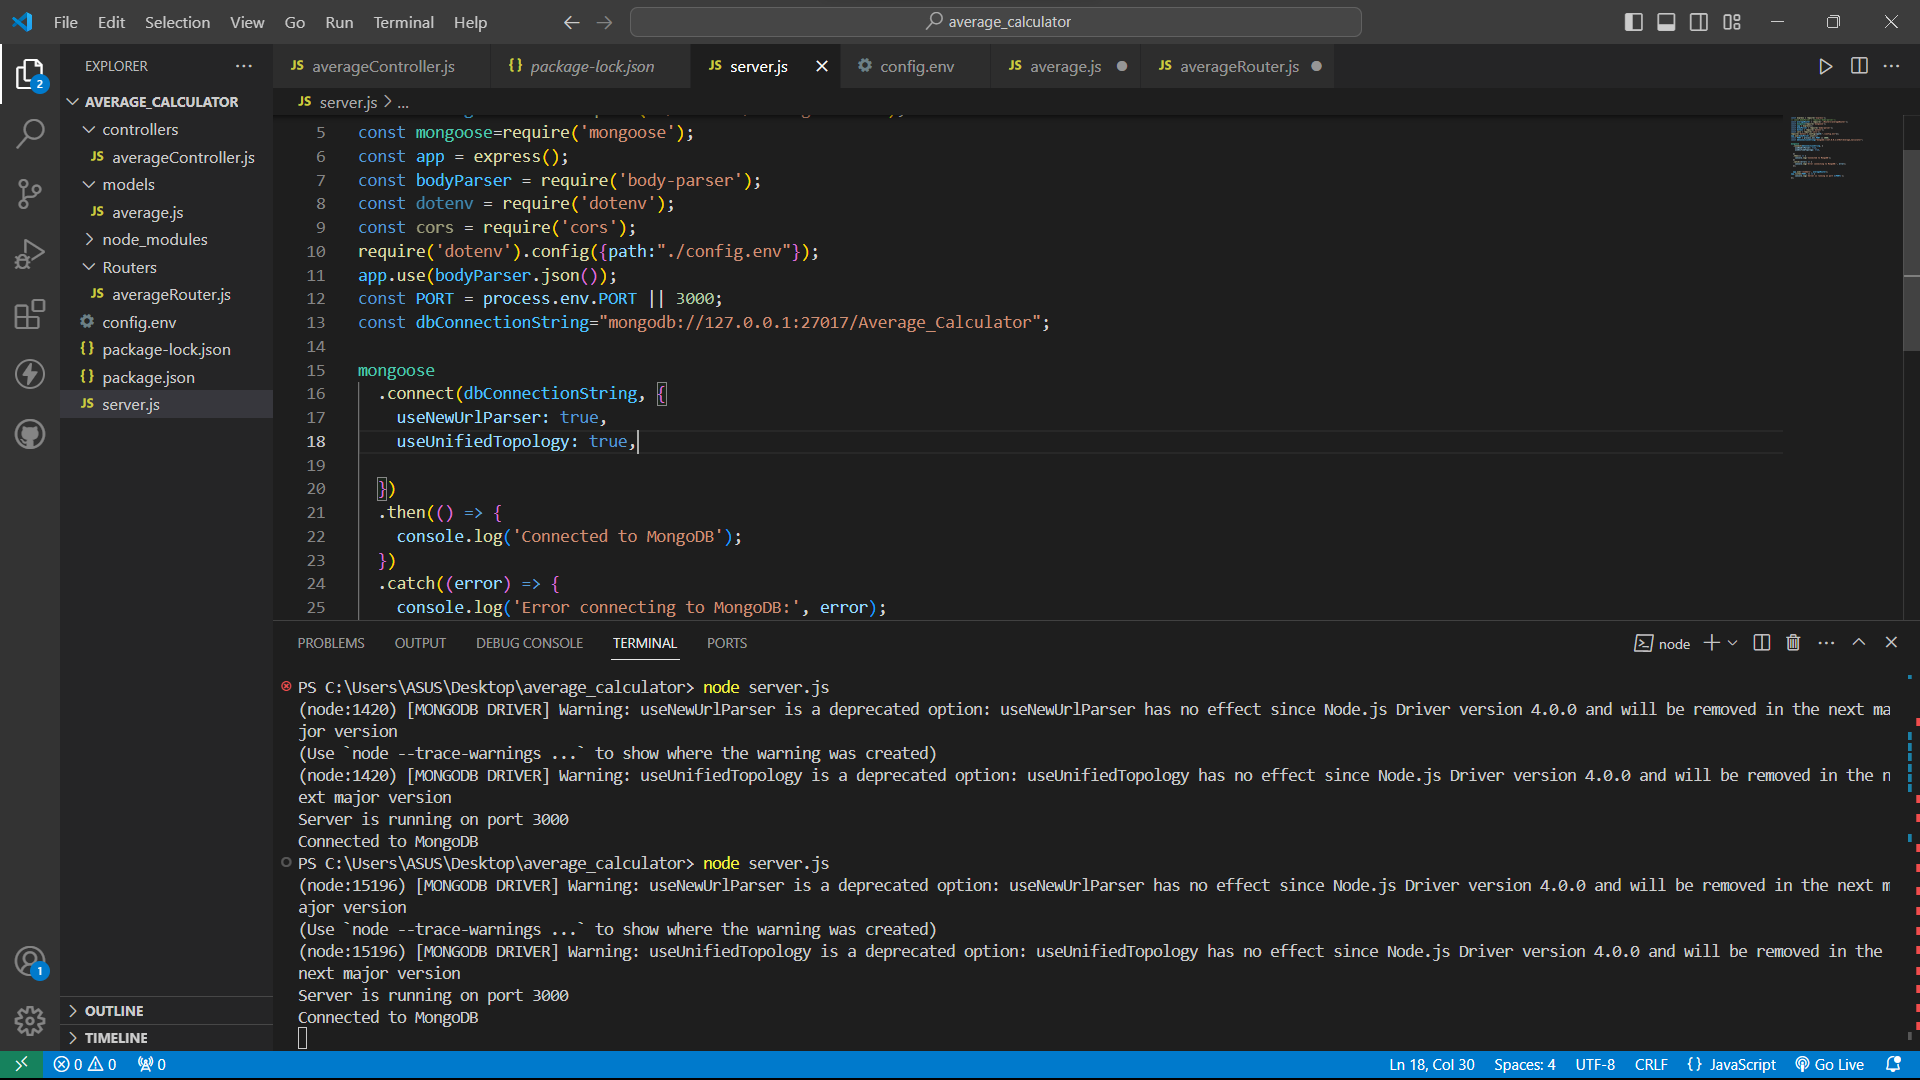 File Edit Selection View Go Run Terminal Help
average_calculator
EXPLORER
AVERAGE_CALCULATOR
controllers
JS averageController.js
models
JS average.js
node_modules
Routers
JS averageRouter.js
config.env
{} package-lock.json
{} package.json
JS server.js
OUTLINE
TIMELINE
2
1
JS averageController.js {} package-lock.json JS server.js config.env JS average.js JS averageRouter.js
JS server.js > ...
5 const mongoose=require('mongoose');
6 const app = express();
7 const bodyParser = require('body-parser');
8 const dotenv = require('dotenv');
9 const cors = require('cors');
10 require('dotenv').config({path:"./config.env"});
11 app.use(bodyParser.json());
12 const PORT = process.env.PORT || 3000;
13 const dbConnectionString="mongodb://127.0.0.1:27017/Average_Calculator";
14
15 mongoose
16 .connect(dbConnectionString, {
17 useNewUrlParser: true,
18 useUnifiedTopology: true,
19
20 })
21 .then(() => {
22 console.log('Connected to MongoDB');
23 })
24 .catch((error) => {
25 console.log('Error connecting to MongoDB:', error);
PROBLEMS OUTPUT DEBUG CONSOLE TERMINAL PORTS
node
PS C:\Users\ASUS\Desktop\average_calculator> node server.js
(node:1420) [MONGODB DRIVER] Warning: useNewUrlParser is a deprecated option: useNewUrlParser has no effect since Node.js Driver version 4.0.0 and will be removed in the next ma
jor version
(Use `node --trace-warnings ...` to show where the warning was created)
(node:1420) [MONGODB DRIVER] Warning: useUnifiedTopology is a deprecated option: useUnifiedTopology has no effect since Node.js Driver version 4.0.0 and will be removed in the n
ext major version
Server is running on port 3000
Connected to MongoDB
PS C:\Users\ASUS\Desktop\average_calculator> node server.js
(node:15196) [MONGODB DRIVER] Warning: useNewUrlParser is a deprecated option: useNewUrlParser has no effect since Node.js Driver version 4.0.0 and will be removed in the next m
ajor version
(Use `node --trace-warnings ...` to show where the warning was created)
(node:15196) [MONGODB DRIVER] Warning: useUnifiedTopology is a deprecated option: useUnifiedTopology has no effect since Node.js Driver version 4.0.0 and will be removed in the
next major version
Server is running on port 3000
Connected to MongoDB
0 0 0 Ln 18, Col 30 Spaces: 4 UTF-8 CRLF {} JavaScript Go Live